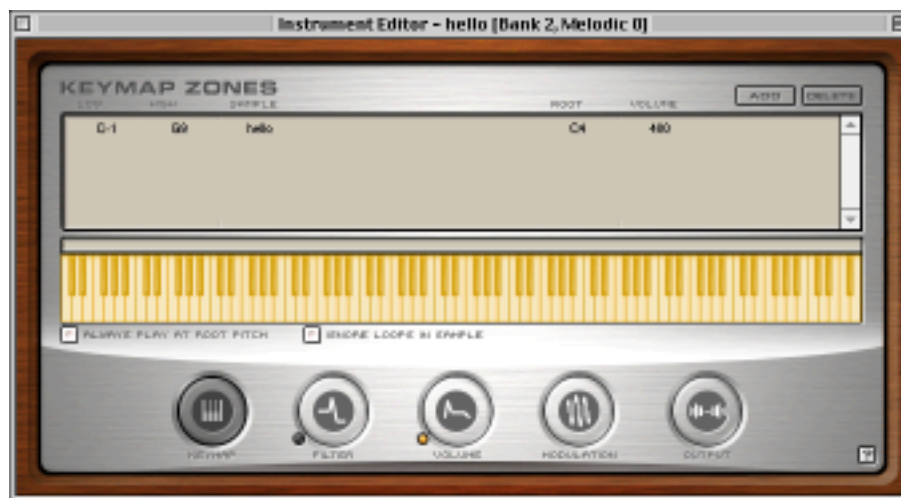 Instrument Editor – hello [Bank 2, Melodic 0]
KEYMAP ZONES
LOW HIGH SAMPLE ROOT VOLUME ADD DELETE
C-1 G9 hello C4 400
ALWAYS PLAY AT ROOT PITCH IGNORE LOOPS IN SAMPLE
KEYMAP FILTER VOLUME MODULATION OUTPUT
?